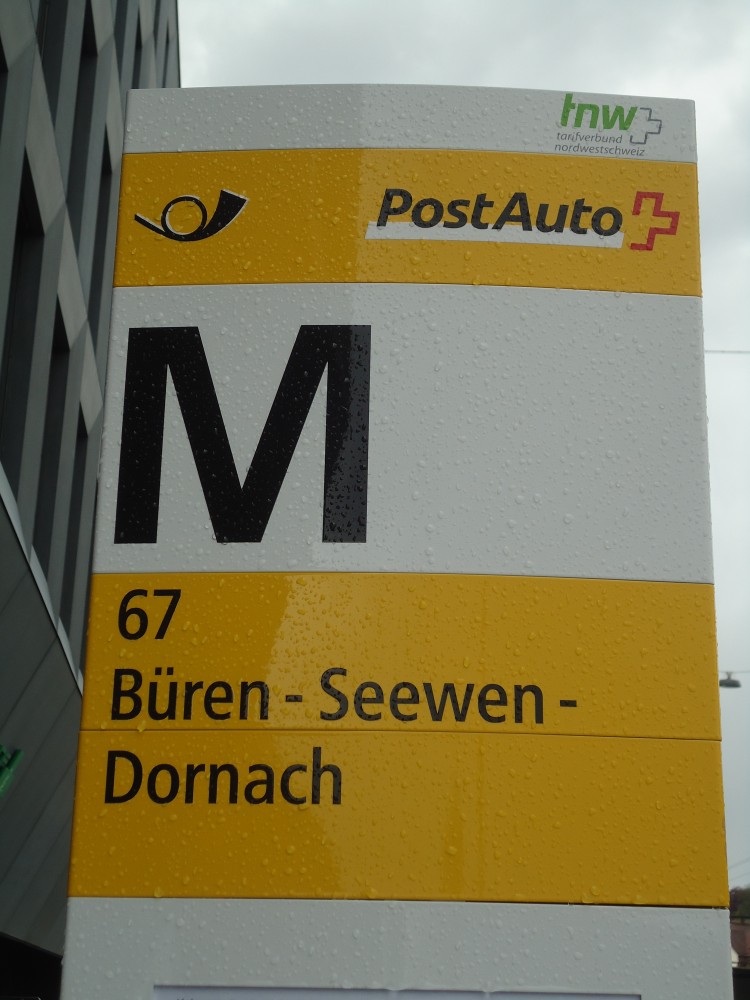 tnw
tarifverbund
nordwestschweiz
PostAuto
M
67
Büren - Seewen -
Dornach